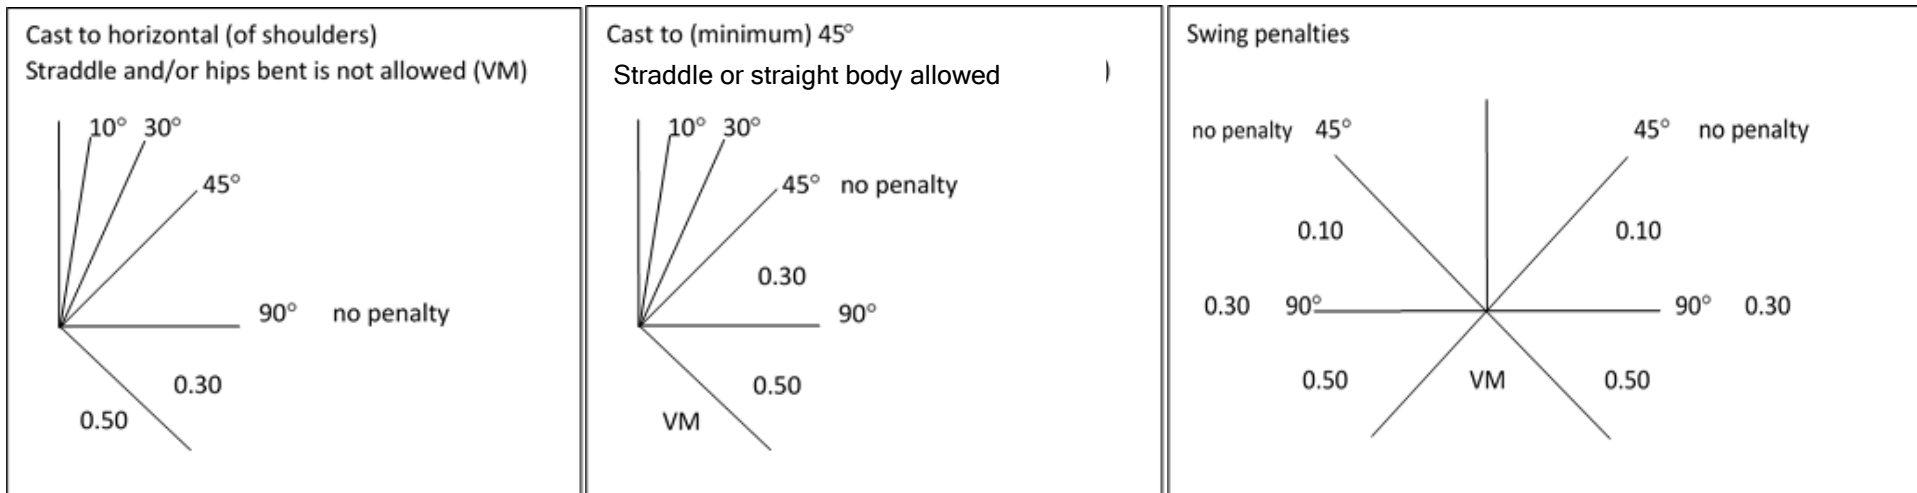 Cast to horizontal (of shoulders)
Straddle and/or hips bent is not allowed (VM)
10° 30°
45°
90° no penalty
0.30
0.50
Cast to (minimum) 45°
Straddle or straight body allowed )
10° 30°
45° no penalty
0.30
90°
0.50
VM
Swing penalties
no penalty 45° 45° no penalty
0.10 0.10
0.30 90° 90° 0.30
0.50 VM 0.50